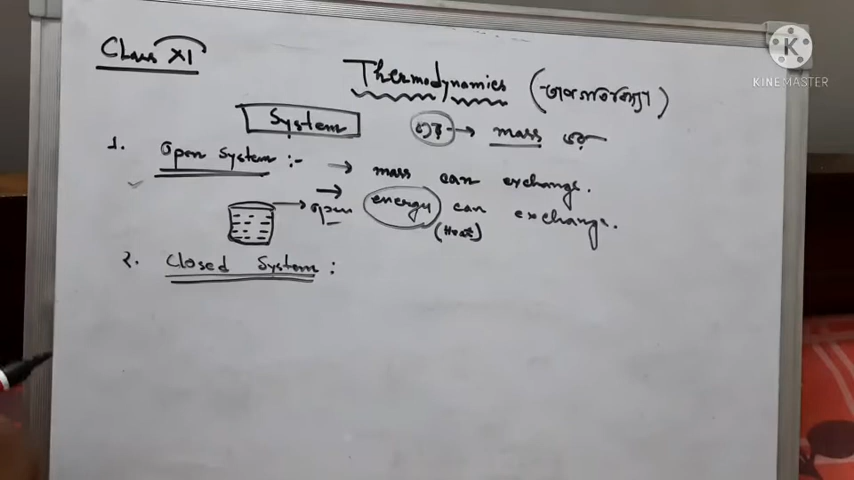 Class XI
Thermodynamics
System
mass
1. Open System :- → mass can exchange.
→ open → energy can exchange.
(Heat)
2. Closed System :
KINEMASTER